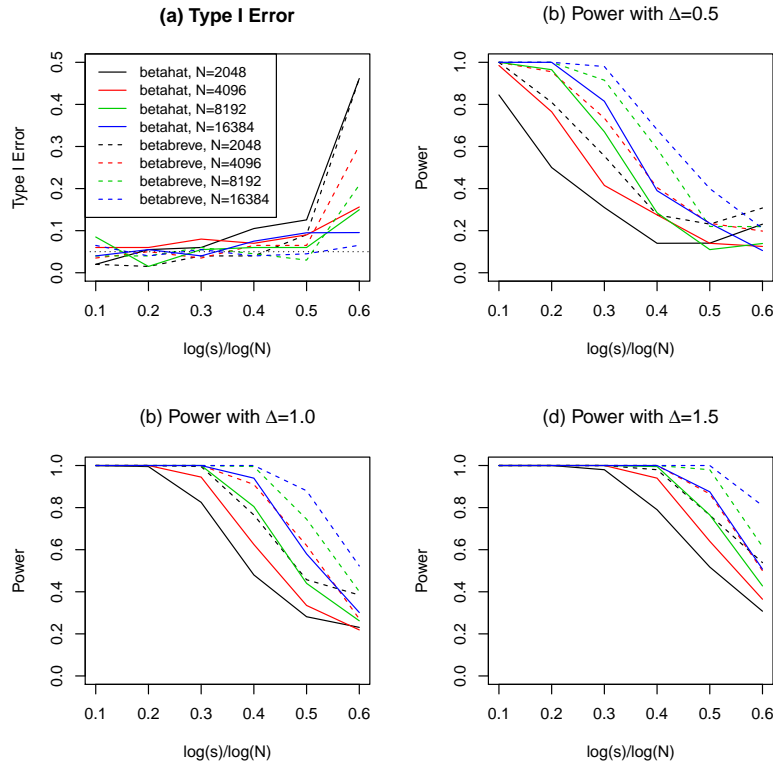 (a) Type I Error
Type I Error
0.0 0.1 0.2 0.3 0.4 0.5
betahat, N=2048
betahat, N=4096
betahat, N=8192
betahat, N=16384
betabreve, N=2048
betabreve, N=4096
betabreve, N=8192
betabreve, N=16384
0.1 0.2 0.3 0.4 0.5 0.6
log(s)/log(N)
(b) Power with Δ=0.5
Power
0.0 0.2 0.4 0.6 0.8 1.0
0.1 0.2 0.3 0.4 0.5 0.6
log(s)/log(N)
(b) Power with Δ=1.0
Power
0.0 0.2 0.4 0.6 0.8 1.0
0.1 0.2 0.3 0.4 0.5 0.6
log(s)/log(N)
(d) Power with Δ=1.5
Power
0.0 0.2 0.4 0.6 0.8 1.0
0.1 0.2 0.3 0.4 0.5 0.6
log(s)/log(N)